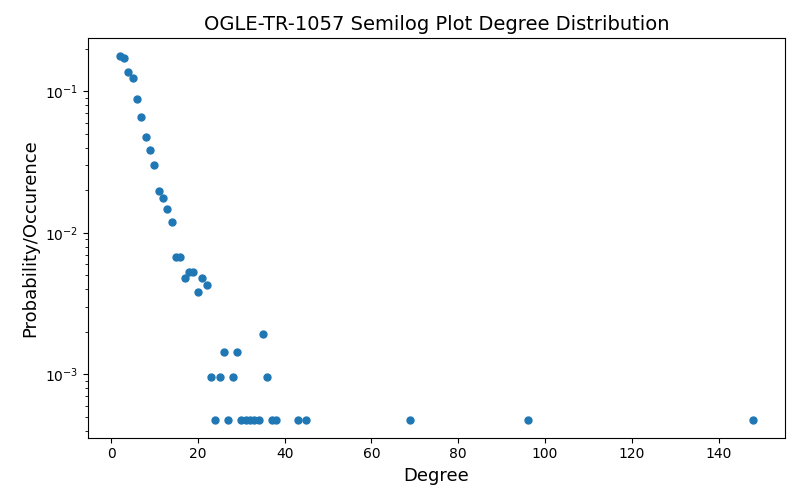 OGLE-TR-1057 Semilog Plot Degree Distribution
Probability/Occurence
10⁻¹
10⁻²
10⁻³
0 20 40 60 80 100 120 140
Degree